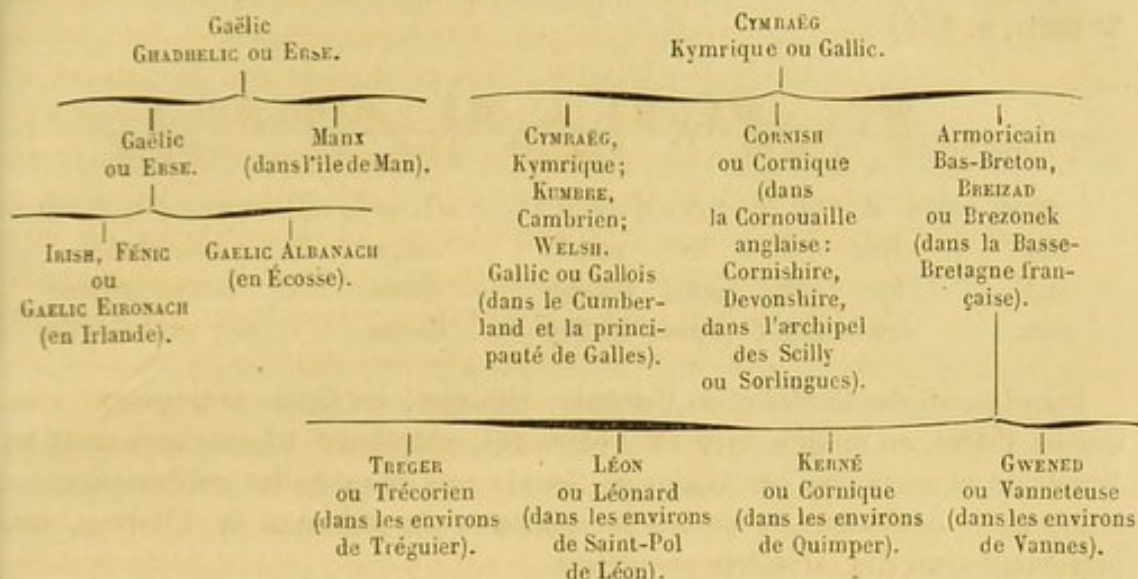 Gaëlic
GHADHELIC ou ERSE.
CYMRAËG
Kymrique ou Gallic.
Gaëlic
ou ERSE.
Manx
(dans l'île de Man).
IRISH, FÉNIC
ou
GAELIC EIRONACH
(en Irlande).
GAELIC ALBANACH
(en Écosse).
CYMRAËG,
Kymrique;
KUMBRE,
Cambrien;
WELSH.
Gallic ou Gallois
(dans le Cumber-
land et la princi-
pauté de Galles).
CORNISH
ou Cornique
(dans
la Cornouaille
anglaise:
Cornishire,
Devonshire,
dans l'archipel
des Scilly
ou Sorlingues).
Armoricain
Bas-Breton,
BREIZAD
ou Brezonek
(dans la Basse-
Bretagne fran-
çaise).
TREGER
ou Trécorien
(dans les environs
de Tréguier).
LÉON
ou Léonard
(dans les environs
de Saint-Pol
de Léon).
KERNÉ
ou Cornique
(dans les environs
de Quimper).
GWENED
ou Vanneteuse
(dans les environs
de Vannes).